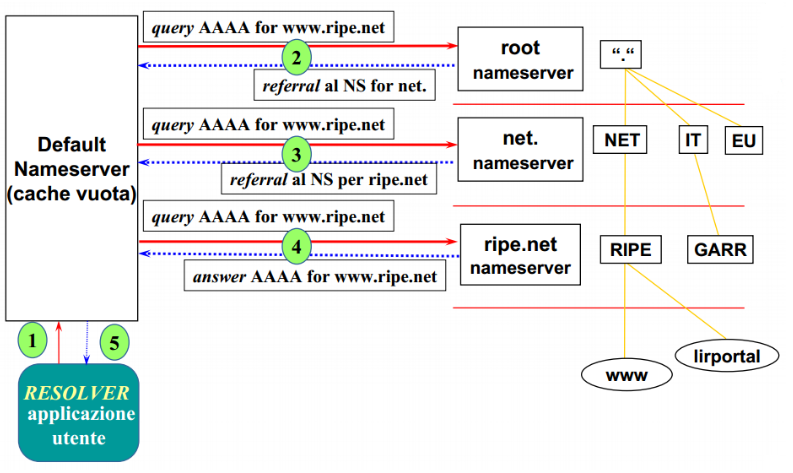 query AAAA for www.ripe.net
2
referral al NS for net.
root
nameserver
“.“
Default
Nameserver
(cache vuota)
query AAAA for www.ripe.net
3
referral al NS per ripe.net
net.
nameserver
NET
IT
EU
query AAAA for www.ripe.net
4
answer AAAA for www.ripe.net
ripe.net
nameserver
RIPE
GARR
1
5
www
lirportal
RESOLVER
applicazione
utente